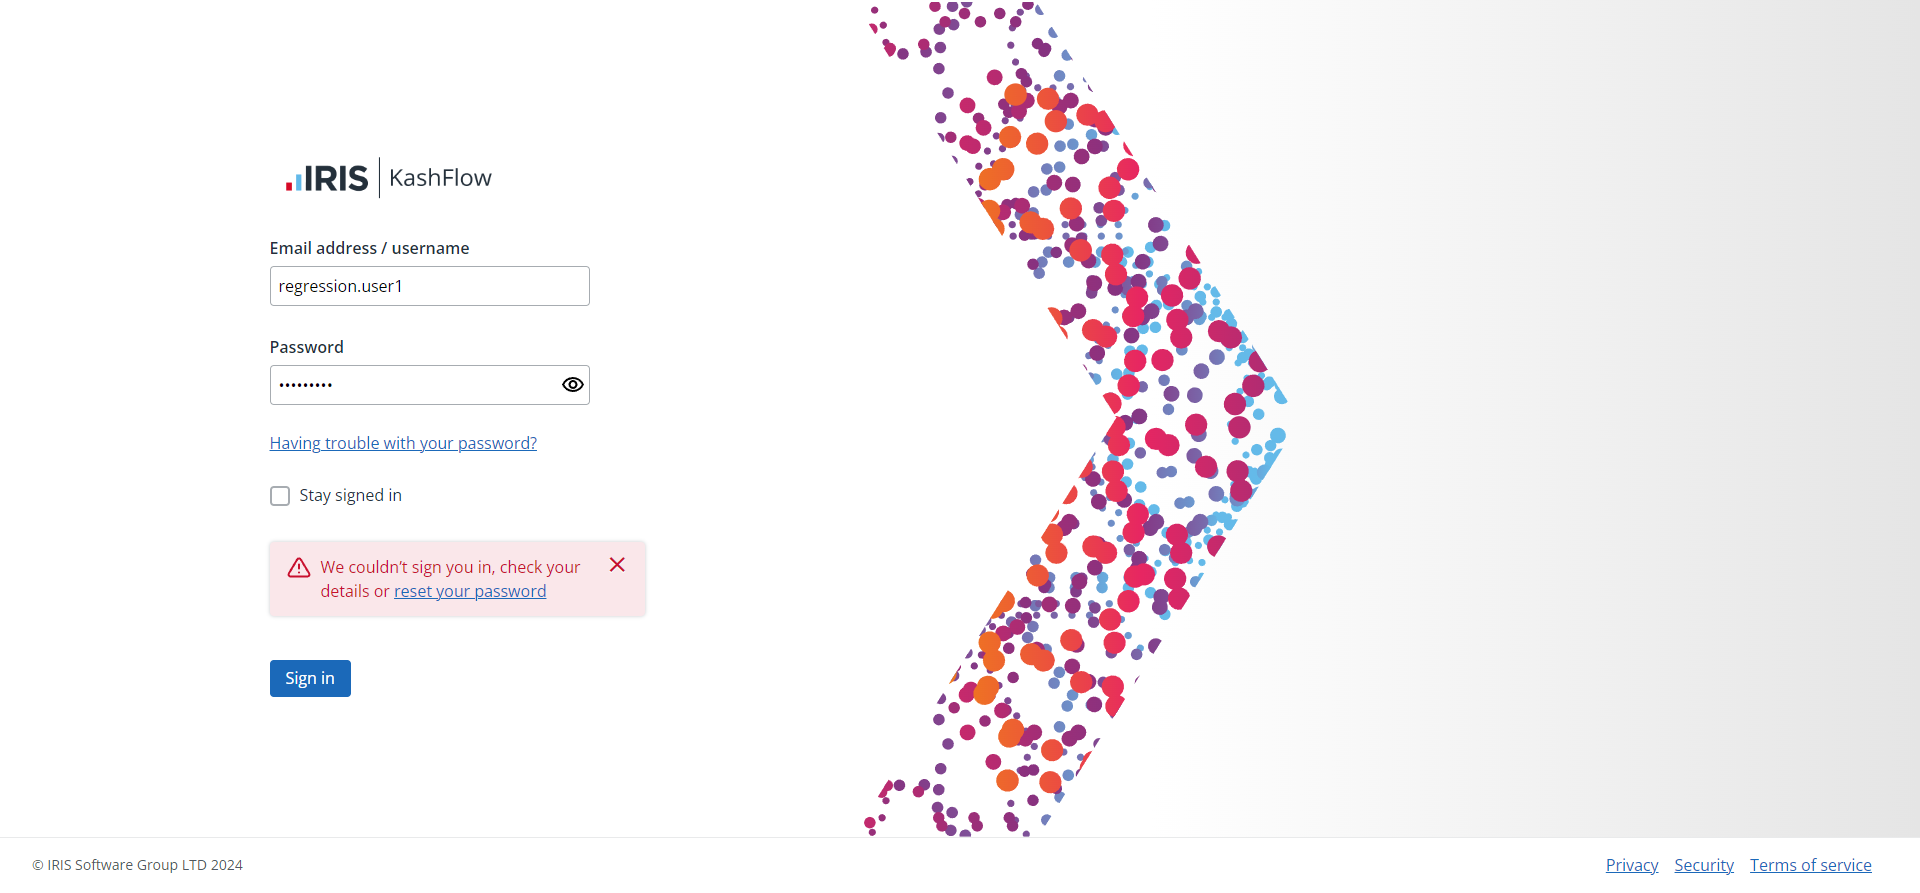 IRIS KashFlow
Email address / username
regression.user1
Password
•••••••••
Having trouble with your password?
Stay signed in
We couldn't sign you in, check your
details or reset your password
Sign in
© IRIS Software Group LTD 2024
Privacy Security Terms of service